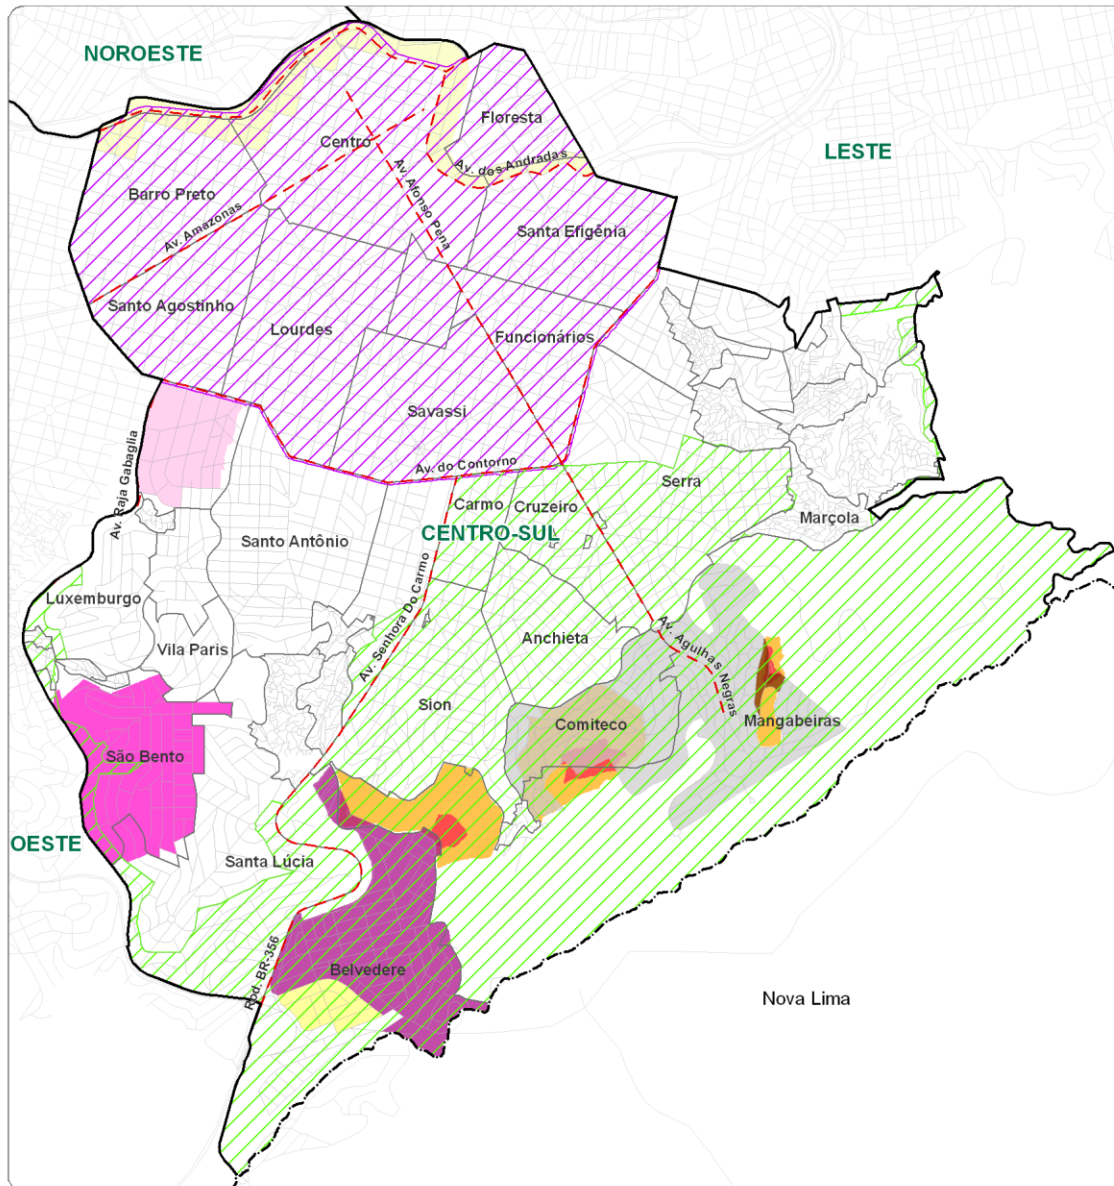 NOROESTE
Floresta
Centro
LESTE
Av. dos Andradas
Barro Preto
Av. Afonso Pena
Av. Amazonas
Santa Efigênia
Santo Agostinho
Lourdes
Funcionários
Savassi
Av. do Contorno
Av. Raja Gabaglia
Serra
Carmo
Cruzeiro
Marçola
CENTRO-SUL
Santo Antônio
Luxemburgo
Av. Senhora Do Carmo
Anchieta
Vila Paris
Av. Agulhas Negras
Sion
Comiteco
Mangabeiras
São Bento
OESTE
Santa Lúcia
Rod. BR-356
Belvedere
Nova Lima